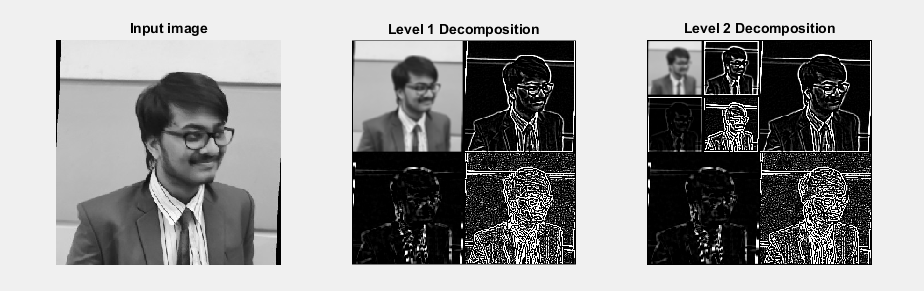 Input image
Level 1 Decomposition
Level 2 Decomposition